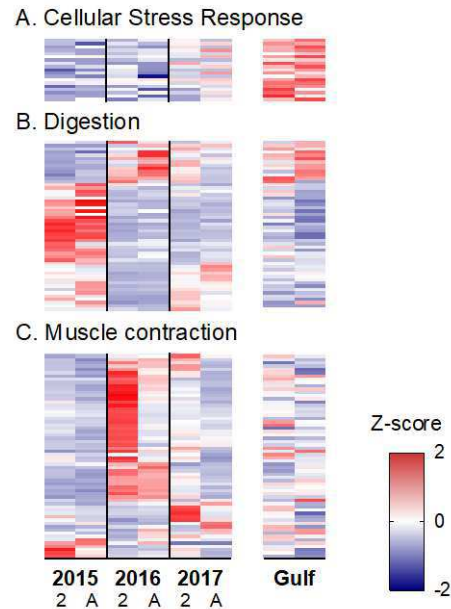 A. Cellular Stress Response
B. Digestion
C. Muscle contraction
Z-score
2
0
-2
2015 2016 2017 Gulf
2 A 2 A 2 A